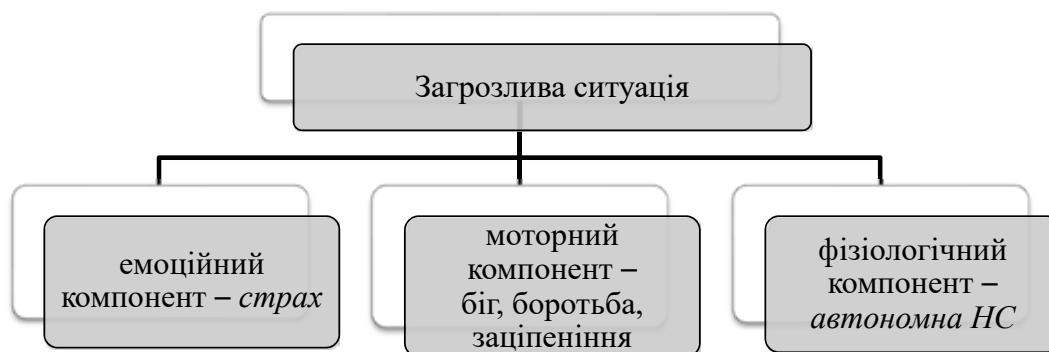 Загрозлива ситуація
емоційний
компонент – страх
моторний
компонент –
біг, боротьба,
заціпеніння
фізіологічний
компонент –
автономна НС